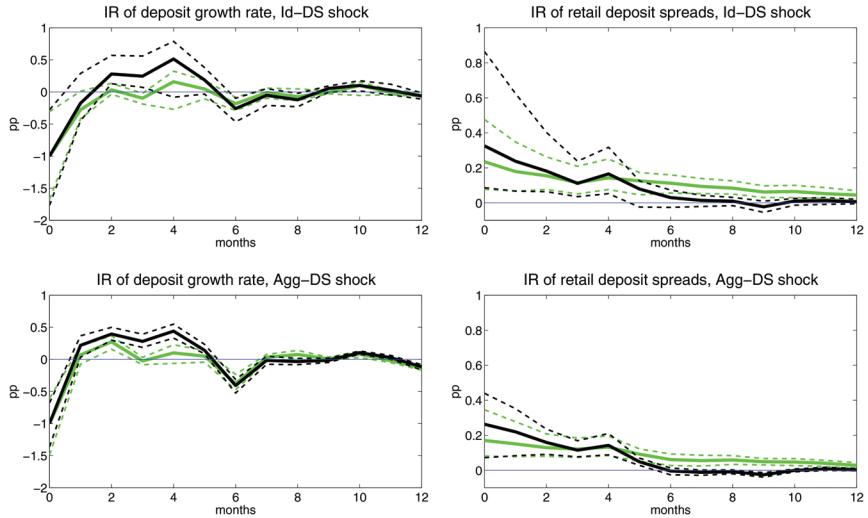 IR of deposit growth rate, Id−DS shock
1
0.5
0
−0.5
−1
−1.5
−2
pp
0 2 4 6 8 10 12
months
IR of retail deposit spreads, Id−DS shock
1
0.8
0.6
0.4
0.2
0
pp
0 2 4 6 8 10 12
months
IR of deposit growth rate, Agg−DS shock
1
0.5
0
−0.5
−1
−1.5
−2
pp
0 2 4 6 8 10 12
months
IR of retail deposit spreads, Agg−DS shock
1
0.8
0.6
0.4
0.2
0
pp
0 2 4 6 8 10 12
months